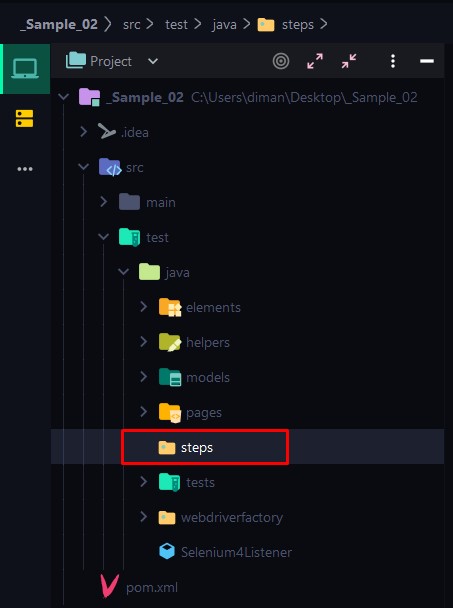 _Sample_02 > src > test > java > steps >
Project
_Sample_02 C:\Users\diman\Desktop\_Sample_02
.idea
src
main
test
java
elements
helpers
models
pages
steps
tests
webdriverfactory
Selenium4Listener
pom.xml